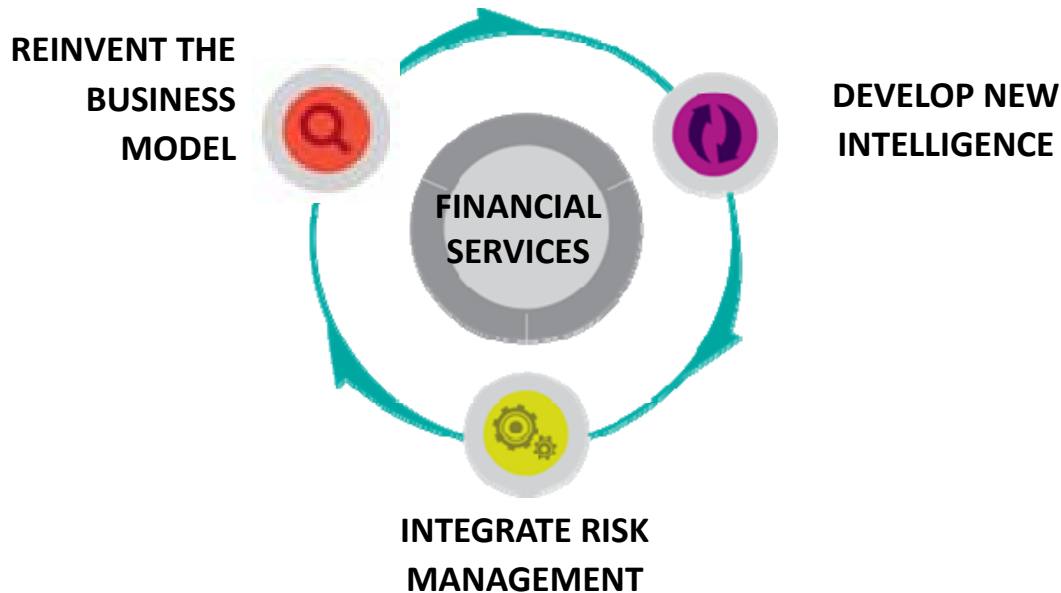 REINVENT THE
BUSINESS
MODEL
DEVELOP NEW
INTELLIGENCE
FINANCIAL
SERVICES
INTEGRATE RISK
MANAGEMENT